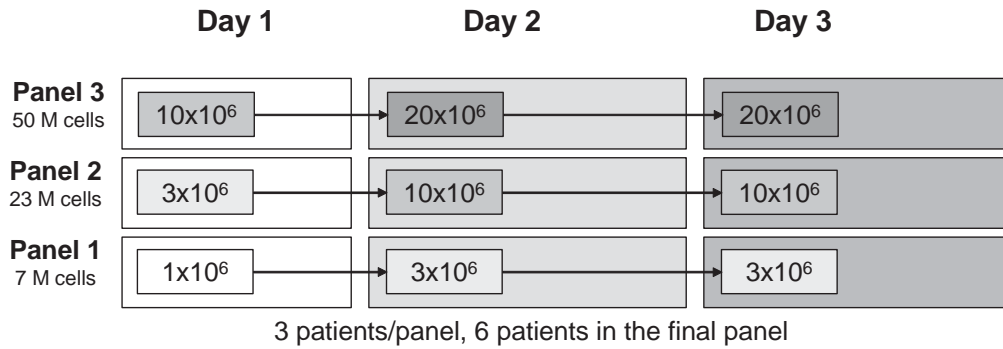 Day 1 Day 2 Day 3
Panel 3
50 M cells
10x10⁶ 20x10⁶ 20x10⁶
Panel 2
23 M cells
3x10⁶ 10x10⁶ 10x10⁶
Panel 1
7 M cells
1x10⁶ 3x10⁶ 3x10⁶
3 patients/panel, 6 patients in the final panel